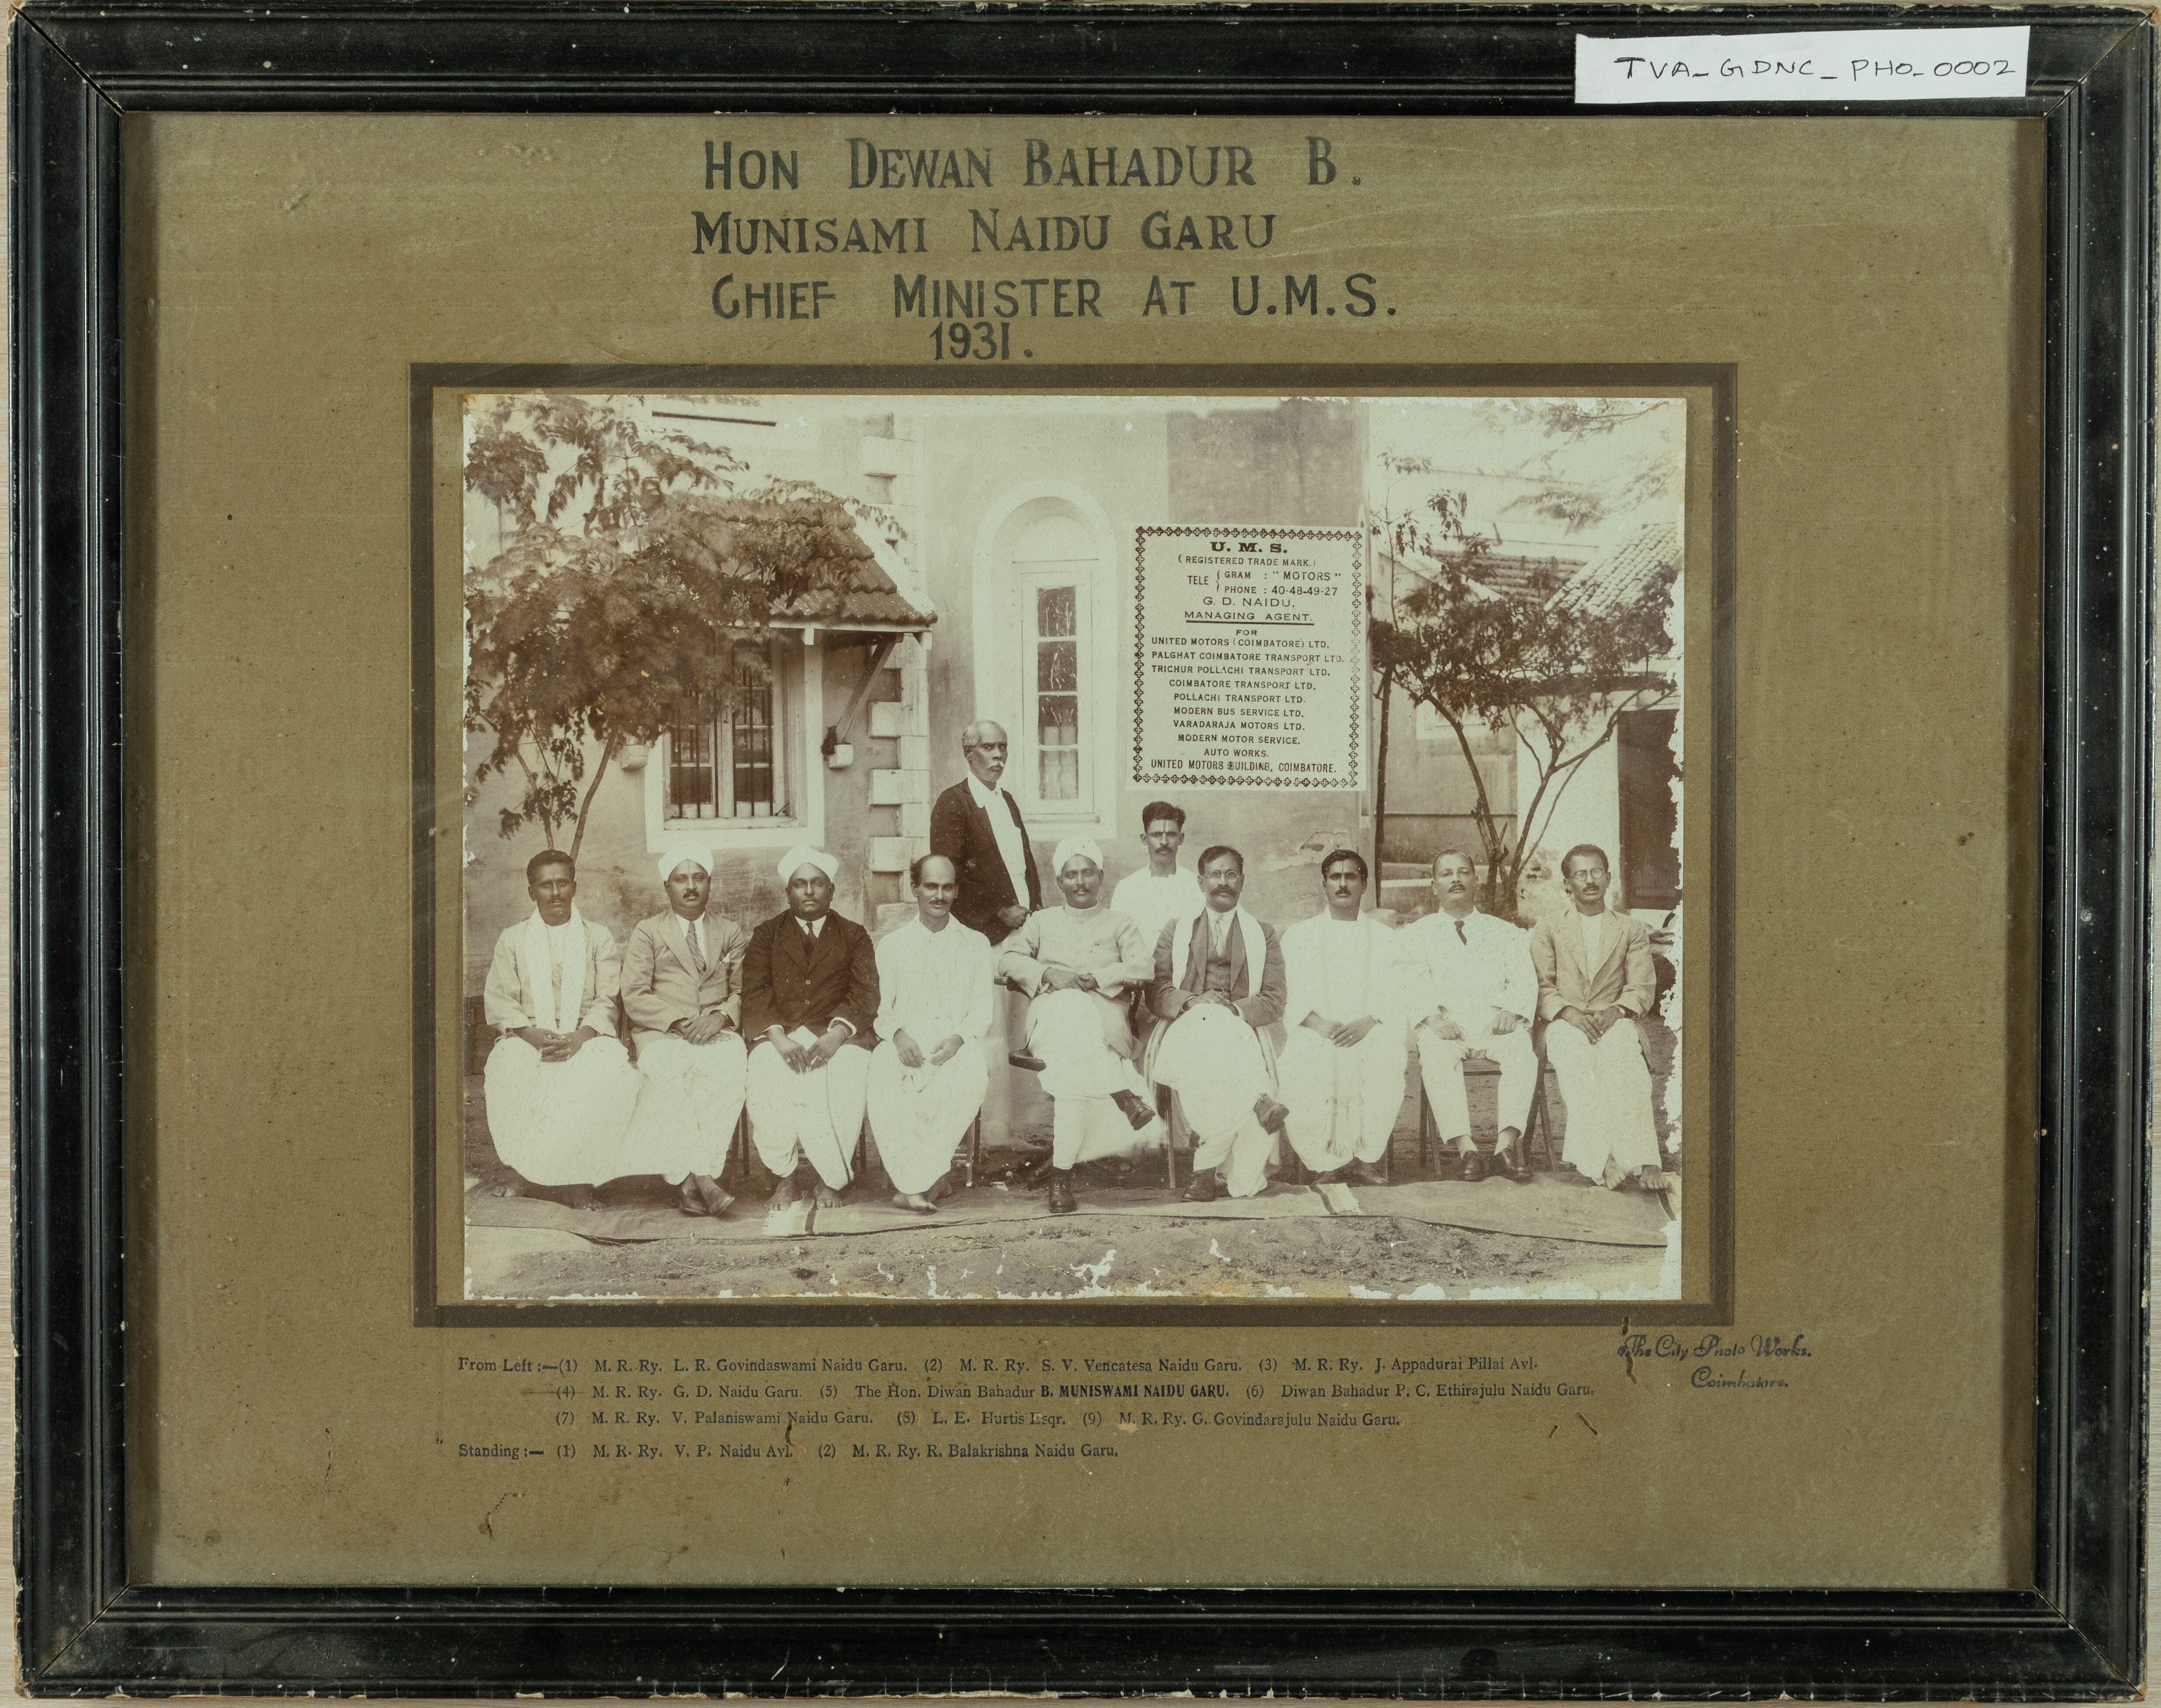 TVA_GDNC_PHO_0002
HON DEWAN BAHADUR B.
MUNISAMI NAIDU GARU
CHIEF MINISTER AT U.M.S.
1931.
U. M. S.
(REGISTERED TRADE MARK.)
TELE { GRAM : "MOTORS"
PHONE : 40-48-49-27
G. D. NAIDU.
MANAGING AGENT.
FOR
UNITED MOTORS (COIMBATORE) LTD.
PALGHAT COIMBATORE TRANSPORT LTD.
TRICHUR POLLACHI TRANSPORT LTD.
COIMBATORE TRANSPORT LTD.
POLLACHI TRANSPORT LTD.
MODERN BUS SERVICE LTD.
VARADARAJA MOTORS LTD.
MODERN MOTOR SERVICE.
AUTO WORKS.
UNITED MOTORS BUILDING, COIMBATORE.
The City Photo Works.
Coimbatore.
From Left :—(1) M. R. Ry. L. R. Govindaswami Naidu Garu. (2) M. R. Ry. S. V. Vencatesa Naidu Garu. (3) M. R. Ry. J. Appadurai Pillai Avl.
(4) M. R. Ry. G. D. Naidu Garu. (5) The Hon. Diwan Bahadur B. MUNISWAMI NAIDU GARU. (6) Diwan Bahadur P. C. Ethirajulu Naidu Garu.
(7) M. R. Ry. V. Palaniswami Naidu Garu. (8) L. E. Hurtis Esqr. (9) M. R. Ry. G. Govindarajulu Naidu Garu.
Standing :— (1) M. R. Ry. V. P. Naidu Avl. (2) M. R. Ry. R. Balakrishna Naidu Garu.